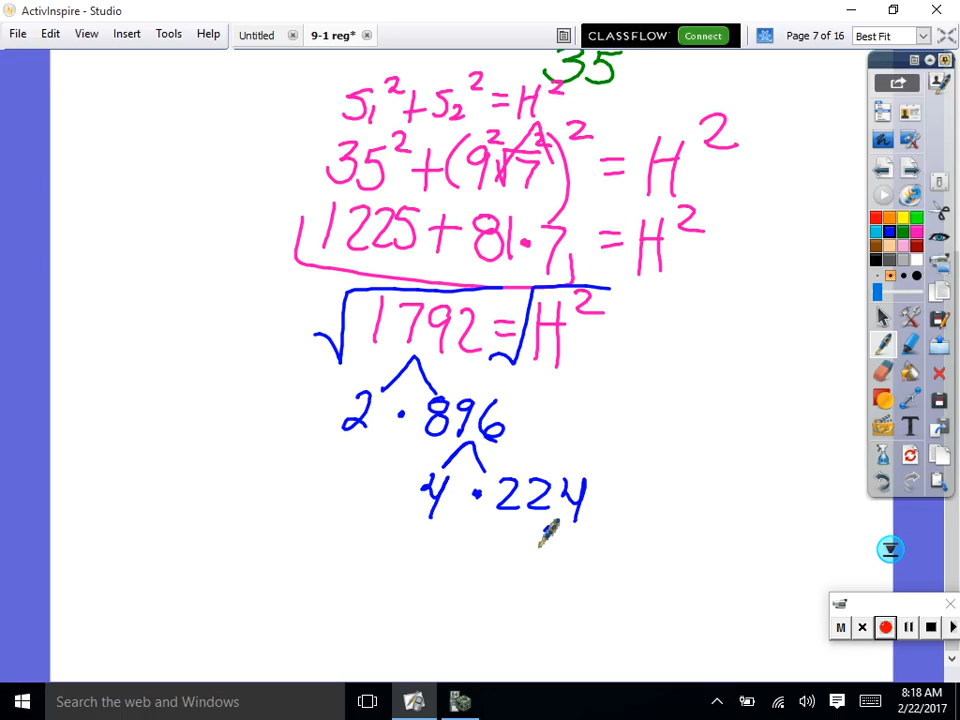 ActivInspire - Studio
File Edit View Insert Tools Help Untitled 9-1 reg* CLASSFLOW Connect Page 7 of 16 Best Fit
35
S₁² + S₂² = H²
35² + (9²√7²)² = H²
1225 + 81 • 7 = H²
√1792 = √H²
2 • 896
4 • 224
M
Search the web and Windows
8:18 AM
2/22/2017